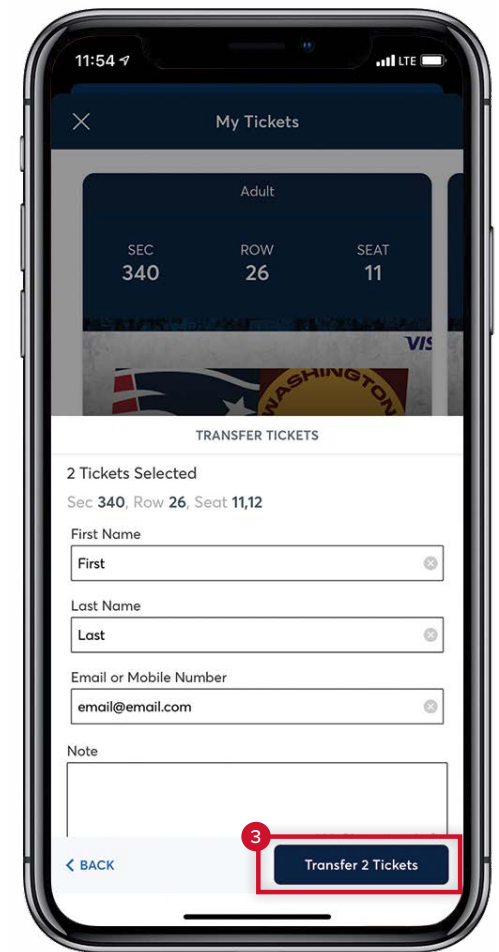 11:54
LTE
My Tickets
Adult
SEC ROW SEAT
340 26 11
VIS
WASHINGTON
TRANSFER TICKETS
2 Tickets Selected
Sec 340, Row 26, Seat 11,12
First Name
First
Last Name
Last
Email or Mobile Number
email@email.com
Note
3
BACK Transfer 2 Tickets